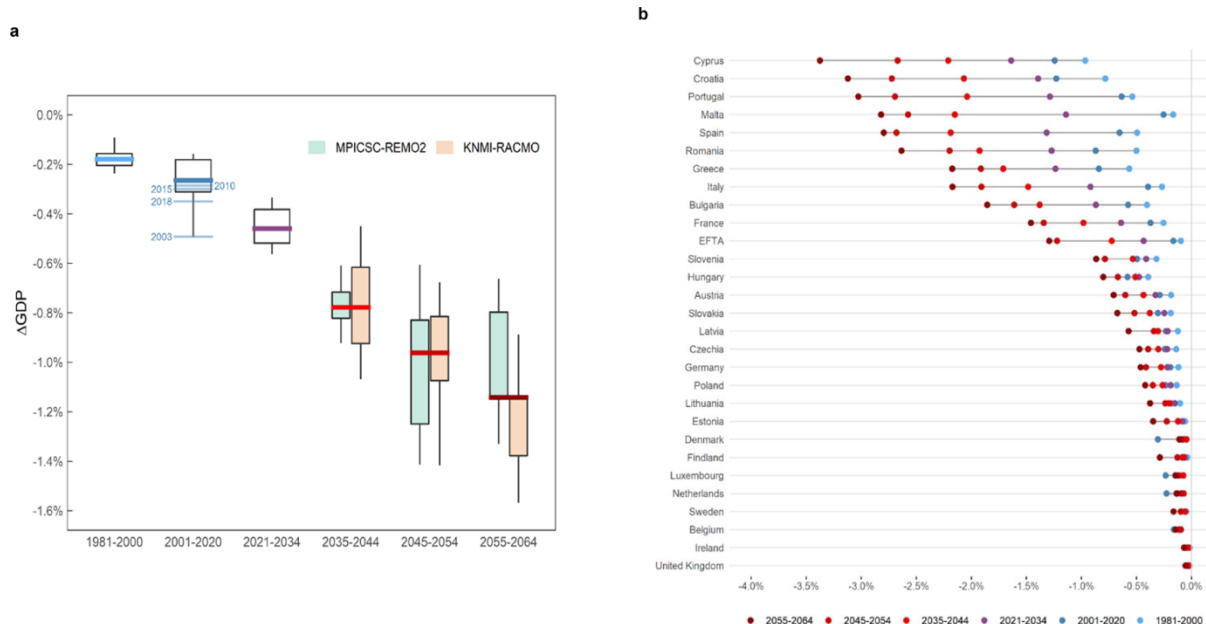 a
b
ΔGDP
0.0%
-0.2%
-0.4%
-0.6%
-0.8%
-1.0%
-1.2%
-1.4%
-1.6%
MPICSC-REMO2 KNMI-RACMO
2015 2010
2018
2003
1981-2000 2001-2020 2021-2034 2035-2044 2045-2054 2055-2064
Cyprus
Croatia
Portugal
Malta
Spain
Romania
Greece
Italy
Bulgaria
France
EFTA
Slovenia
Hungary
Austria
Slovakia
Latvia
Czechia
Germany
Poland
Lithuania
Estonia
Denmark
Findland
Luxembourg
Netherlands
Sweden
Belgium
Ireland
United Kingdom
-4.0% -3.5% -3.0% -2.5% -2.0% -1.5% -1.0% -0.5% 0.0%
2055-2064 2045-2054 2035-2044 2021-2034 2001-2020 1981-2000